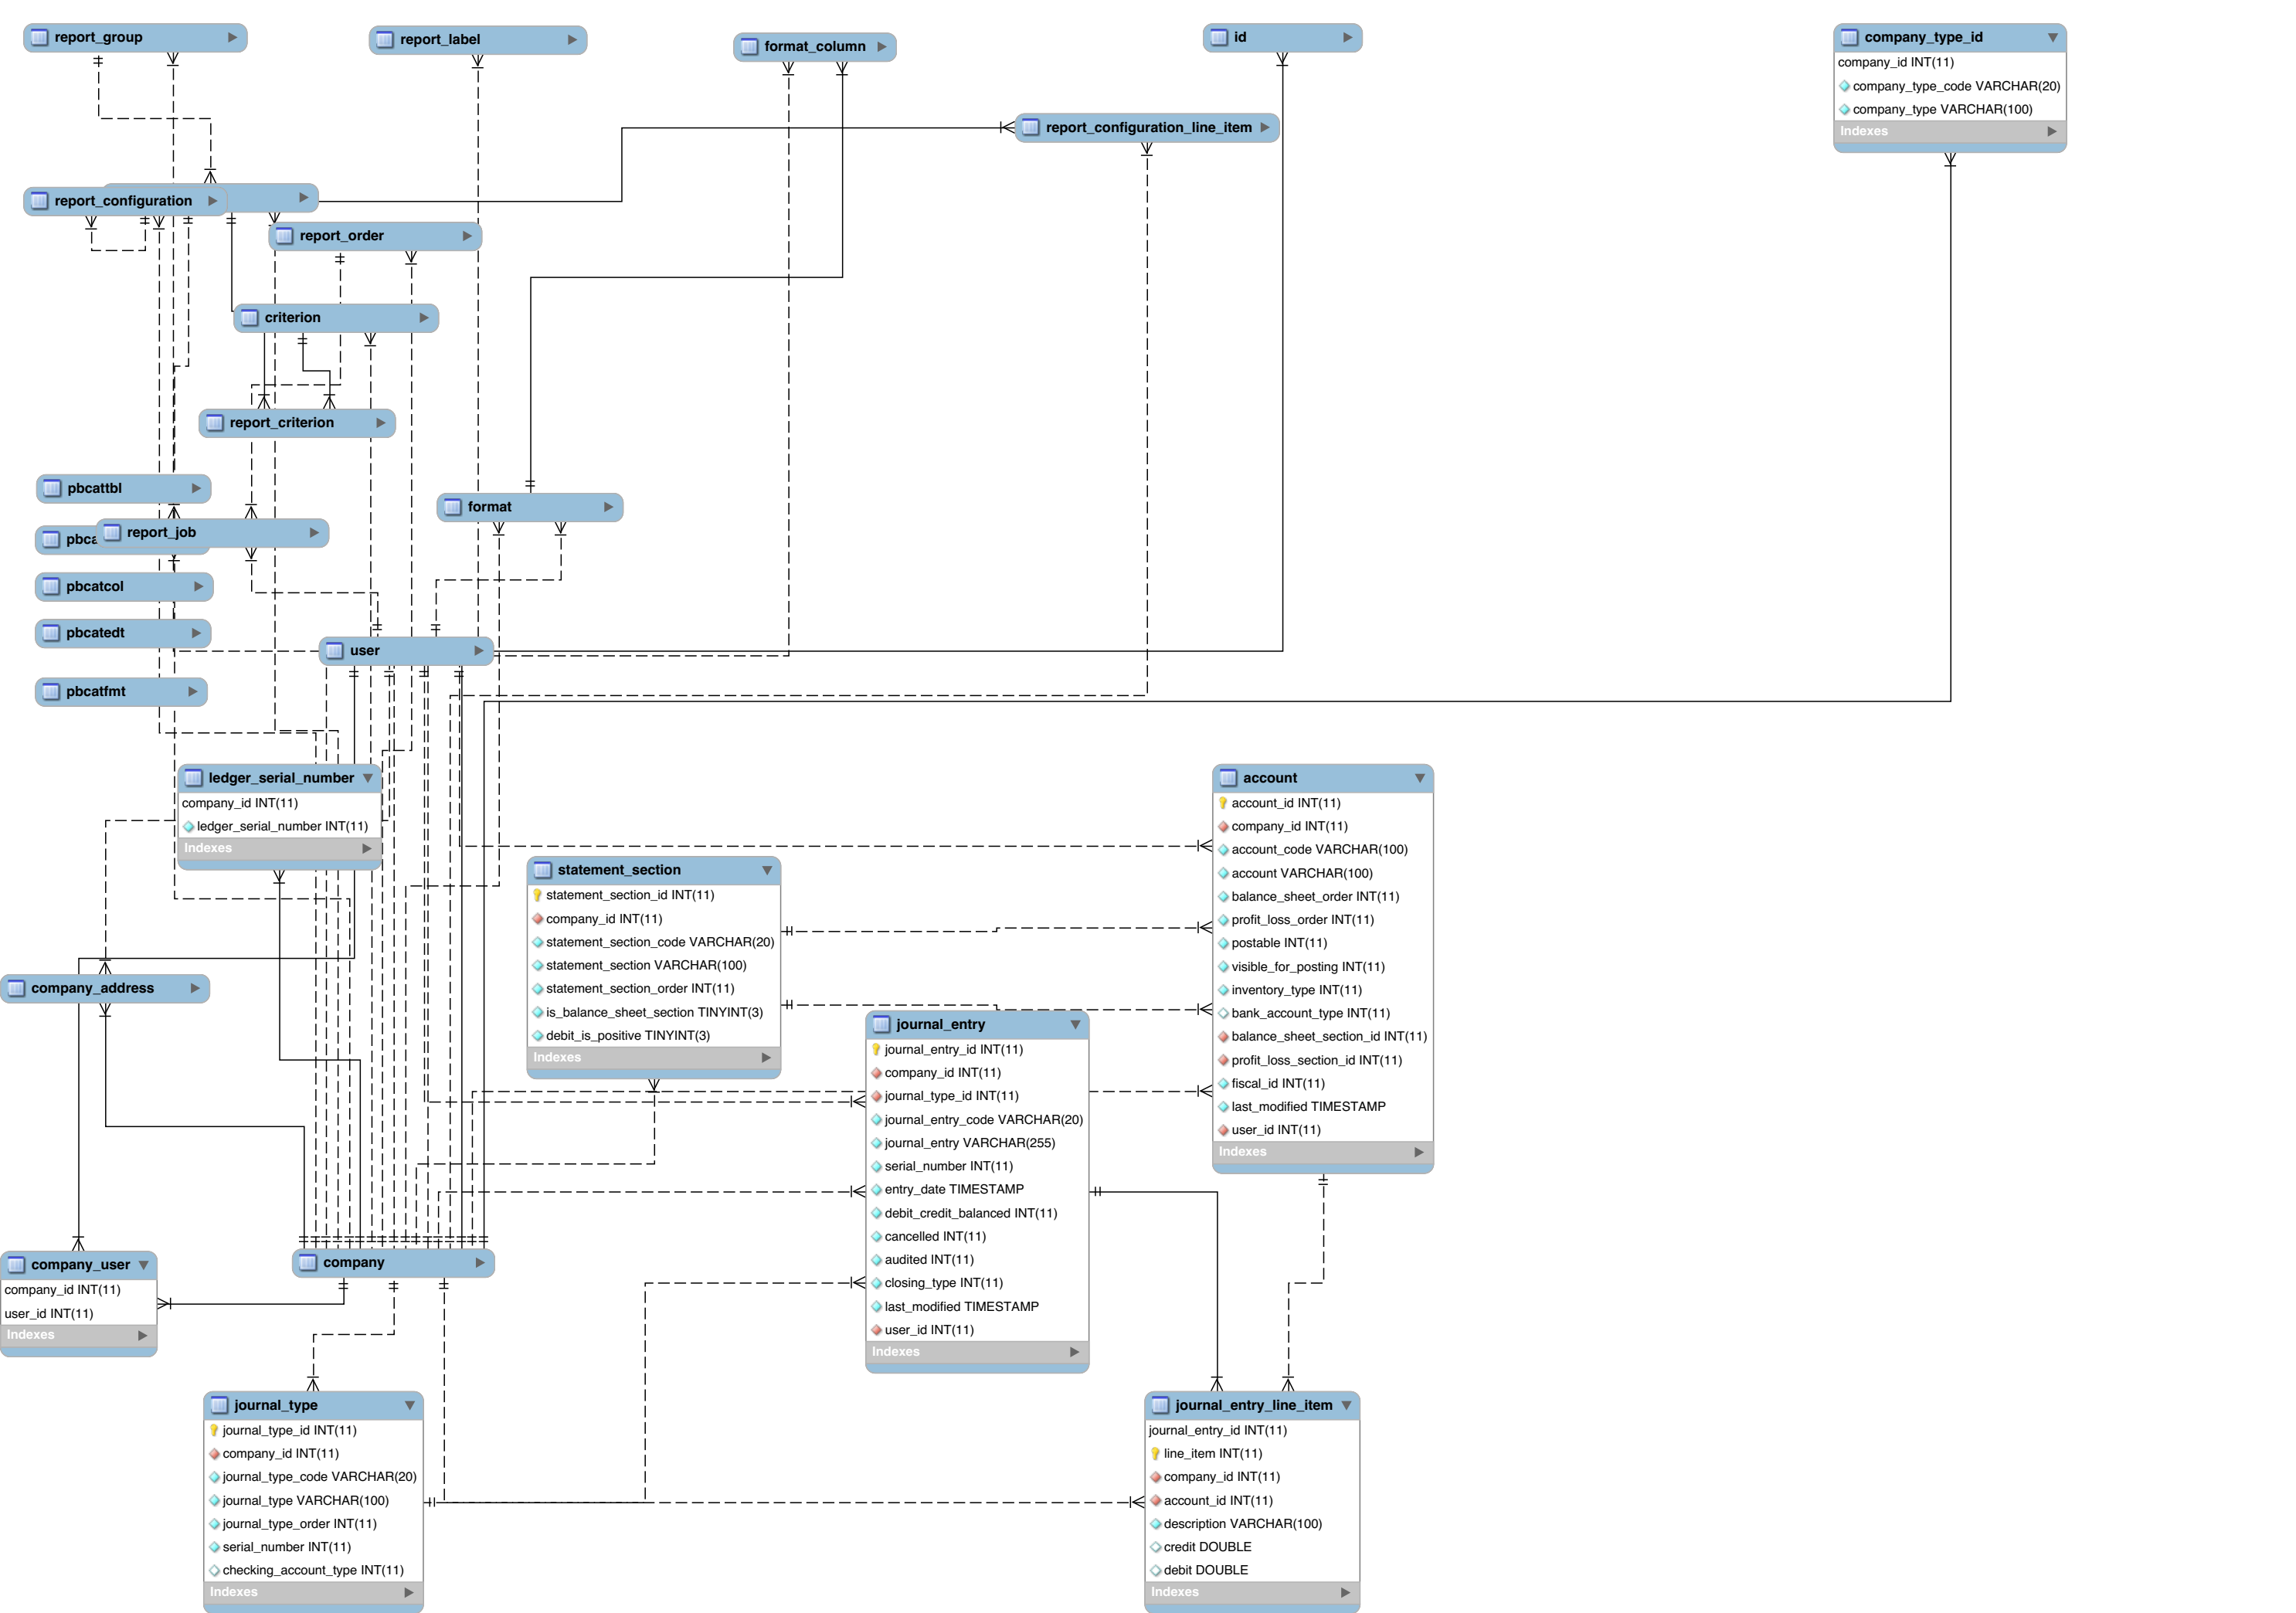 report_group
report_label
format_column
id
company_type_id
company_id INT(11)
company_type_code VARCHAR(20)
company_type VARCHAR(100)
Indexes
report_configuration_line_item
report_configuration
report_order
criterion
report_criterion
pbcattbl
format
report_job
pbca
pbcatcol
pbcatedt
user
pbcatfmt
ledger_serial_number
company_id INT(11)
ledger_serial_number INT(11)
Indexes
account
account_id INT(11)
company_id INT(11)
account_code VARCHAR(100)
account VARCHAR(100)
balance_sheet_order INT(11)
profit_loss_order INT(11)
postable INT(11)
visible_for_posting INT(11)
inventory_type INT(11)
bank_account_type INT(11)
balance_sheet_section_id INT(11)
profit_loss_section_id INT(11)
fiscal_id INT(11)
last_modified TIMESTAMP
user_id INT(11)
Indexes
statement_section
statement_section_id INT(11)
company_id INT(11)
statement_section_code VARCHAR(20)
statement_section VARCHAR(100)
statement_section_order INT(11)
is_balance_sheet_section TINYINT(3)
debit_is_positive TINYINT(3)
Indexes
company_address
journal_entry
journal_entry_id INT(11)
company_id INT(11)
journal_type_id INT(11)
journal_entry_code VARCHAR(20)
journal_entry VARCHAR(255)
serial_number INT(11)
entry_date TIMESTAMP
debit_credit_balanced INT(11)
cancelled INT(11)
audited INT(11)
closing_type INT(11)
last_modified TIMESTAMP
user_id INT(11)
Indexes
company_user
company_id INT(11)
user_id INT(11)
Indexes
company
journal_type
journal_type_id INT(11)
company_id INT(11)
journal_type_code VARCHAR(20)
journal_type VARCHAR(100)
journal_type_order INT(11)
serial_number INT(11)
checking_account_type INT(11)
Indexes
journal_entry_line_item
journal_entry_id INT(11)
line_item INT(11)
company_id INT(11)
account_id INT(11)
description VARCHAR(100)
credit DOUBLE
debit DOUBLE
Indexes